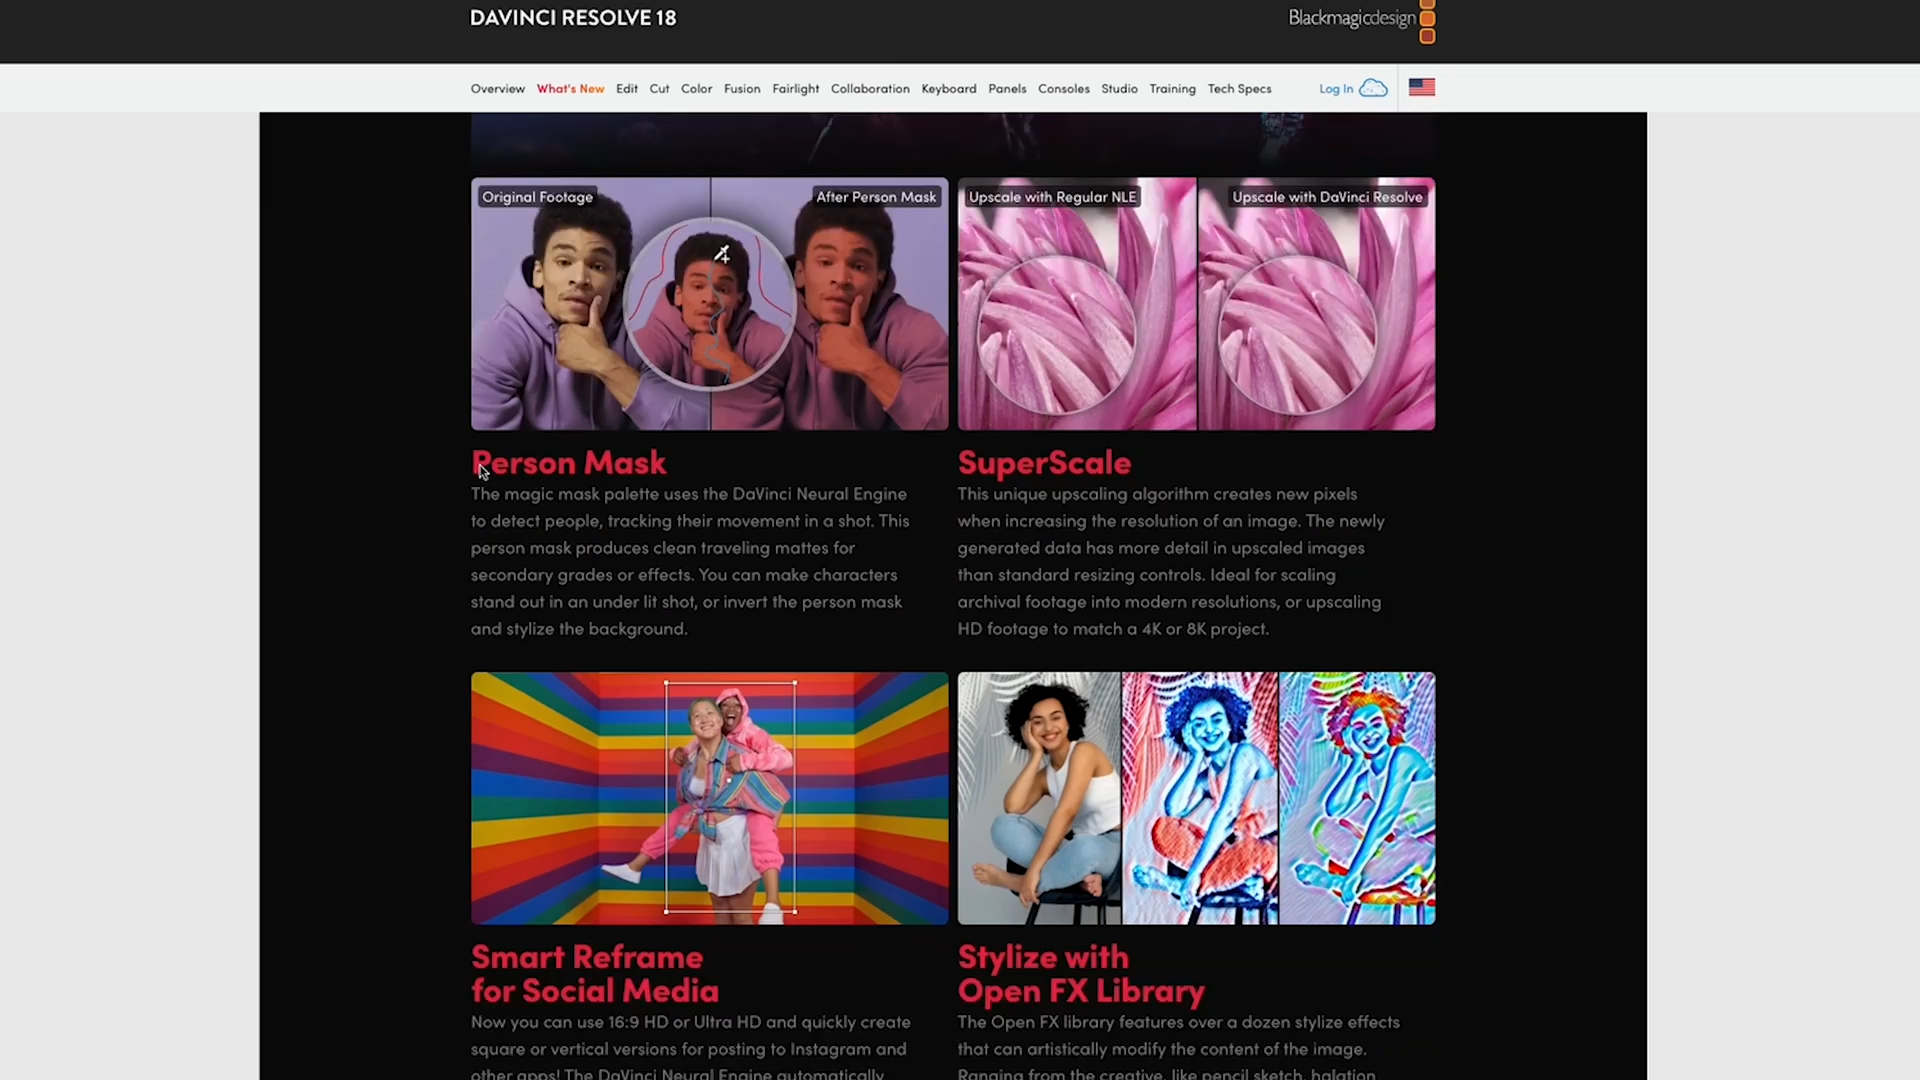 DAVINCI RESOLVE 18
Blackmagicdesign
Overview What's New Edit Cut Color Fusion Fairlight Collaboration Keyboard Panels Consoles Studio Training Tech Specs Log In
Original Footage
After Person Mask
Upscale with Regular NLE
Upscale with DaVinci Resolve
Person Mask
The magic mask palette uses the DaVinci Neural Engine
to detect people, tracking their movement in a shot. This
person mask produces clean traveling mattes for
secondary grades or effects. You can make characters
stand out in an under lit shot, or invert the person mask
and stylize the background.
SuperScale
This unique upscaling algorithm creates new pixels
when increasing the resolution of an image. The newly
generated data has more detail in upscaled images
than standard resizing controls. Ideal for scaling
archival footage into modern resolutions, or upscaling
HD footage to match a 4K or 8K project.
Smart Reframe
for Social Media
Now you can use 16:9 HD or Ultra HD and quickly create
square or vertical versions for posting to Instagram and
other apps! The DaVinci Neural Engine automatically
Stylize with
Open FX Library
The Open FX library features over a dozen stylize effects
that can artistically modify the content of the image.
Ranging from the creative, like pencil sketch, halation